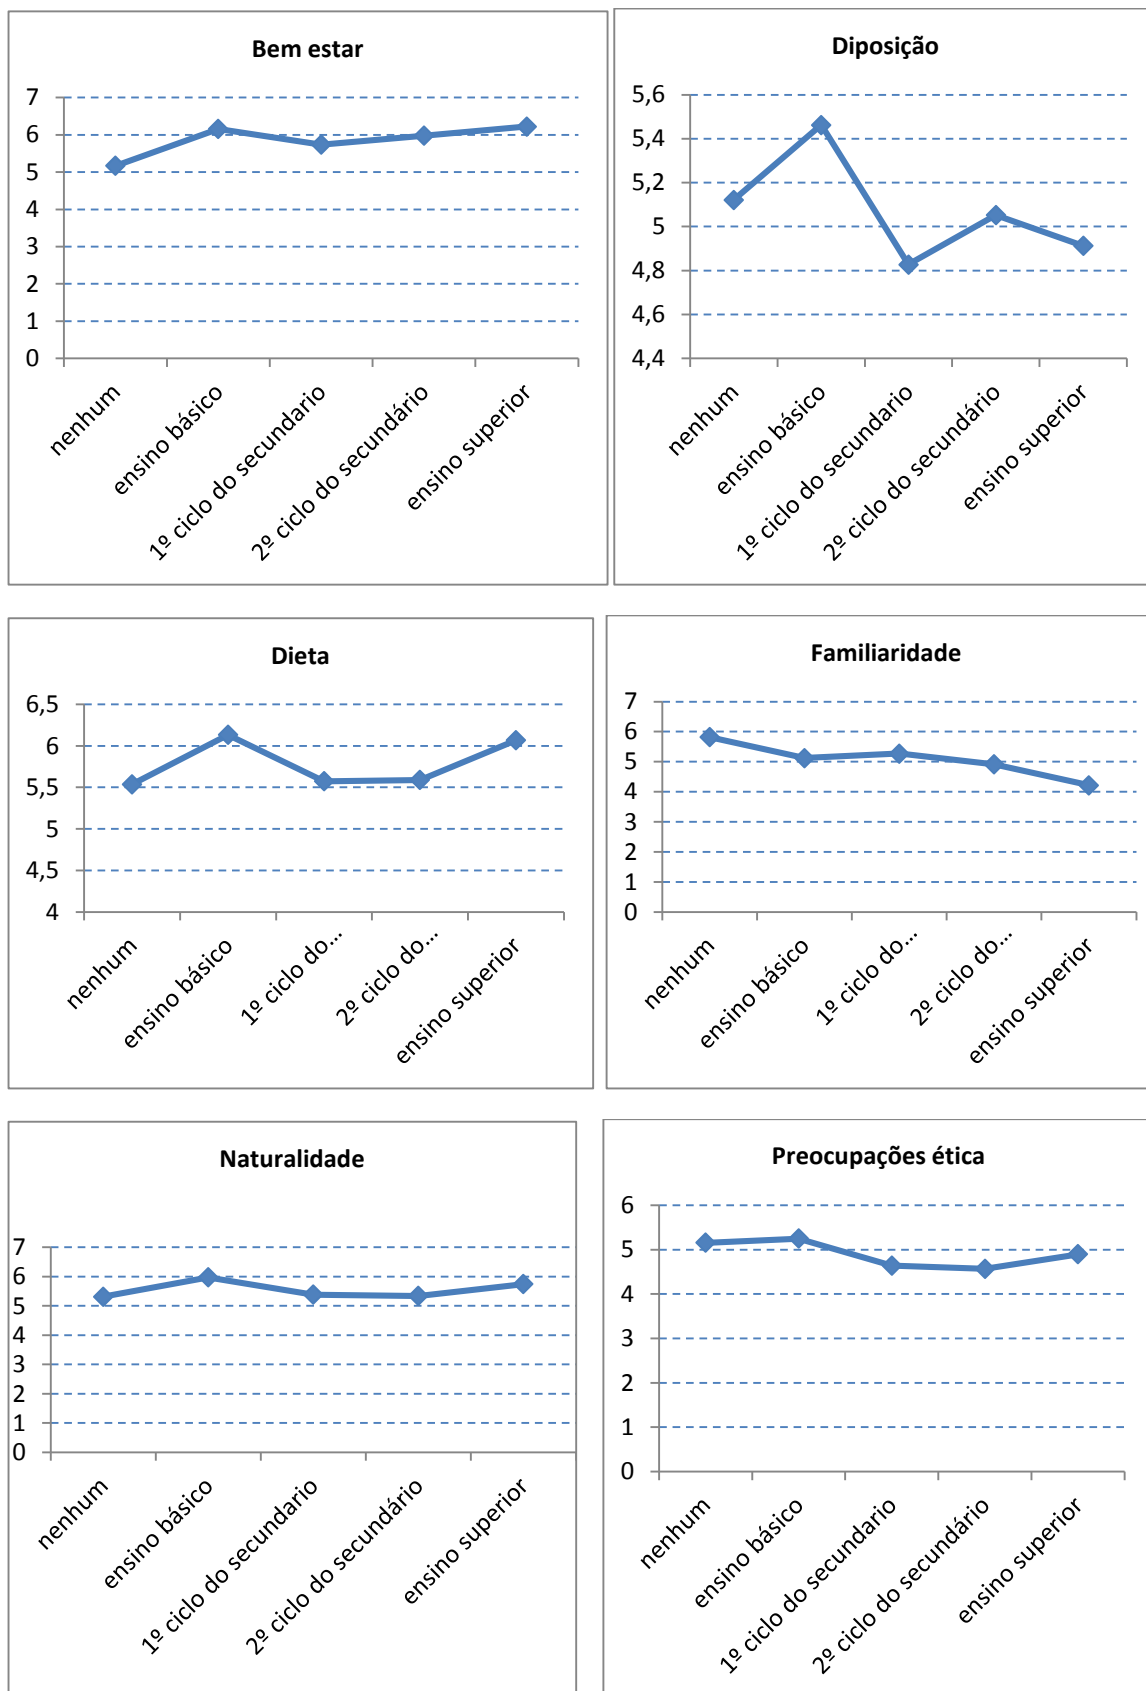 Bem estar
7
6
5
4
3
2
1
0
nenhum
ensino básico
1º ciclo do secundario
2º ciclo do secundário
ensino superior
Diposição
5,6
5,4
5,2
5
4,8
4,6
4,4
nenhum
ensino básico
1º ciclo do secundario
2º ciclo do secundário
ensino superior
Dieta
6,5
6
5,5
5
4,5
4
nenhum
ensino básico
1º ciclo do...
2º ciclo do...
ensino superior
Familiaridade
7
6
5
4
3
2
1
0
nenhum
ensino básico
1º ciclo do...
2º ciclo do...
ensino superior
Naturalidade
7
6
5
4
3
2
1
0
nenhum
ensino básico
1º ciclo do secundario
2º ciclo do secundário
ensino superior
Preocupações ética
6
5
4
3
2
1
0
nenhum
ensino básico
1º ciclo do secundario
2º ciclo do secundário
ensino superior